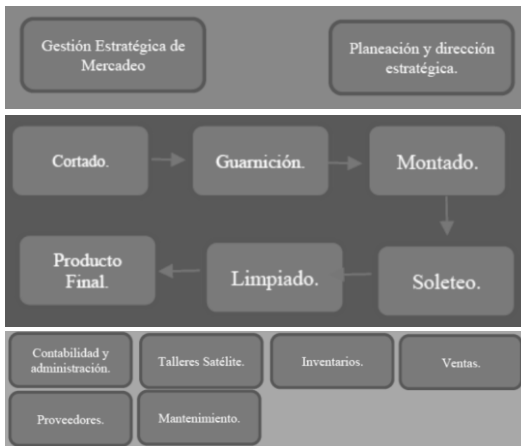 Gestión Estratégica de
Mercadeo
Planeación y dirección
estratégica.
Cortado.
Guarnición.
Montado.
Producto
Final.
Limpiado.
Soleteo.
Contabilidad y
administración.
Talleres Satélite.
Inventarios.
Ventas.
Proveedores.
Mantenimiento.